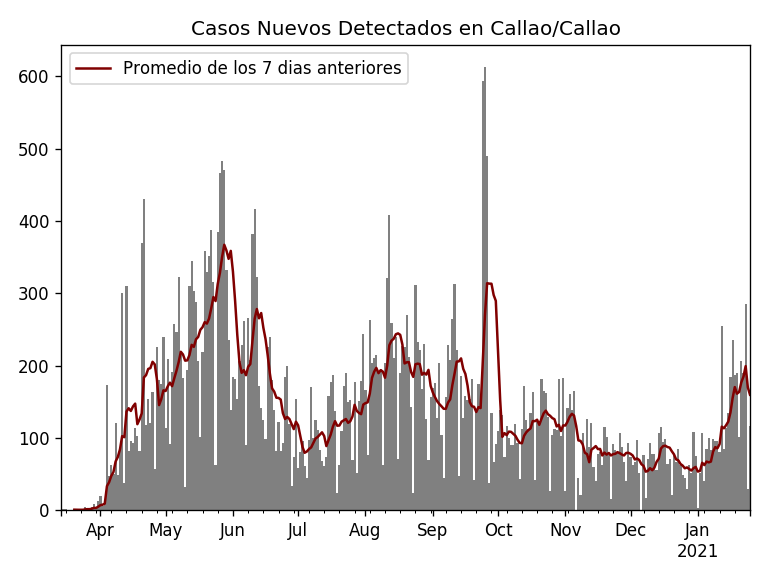 Casos Nuevos Detectados en Callao/Callao
Promedio de los 7 dias anteriores
600
500
400
300
200
100
0
Apr May Jun Jul Aug Sep Oct Nov Dec Jan
2021